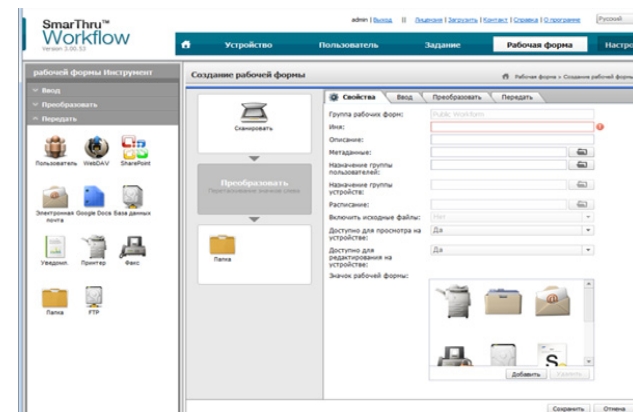 SmarThru™
Workflow
Version 3.00.53
admin | Выход || Лицензия | Загрузить | Контакт | Справка | О программе
Русский
Устройство Пользователь Задание Рабочая форма Настро
рабочей формы Инструмент
Ввод
Преобразовать
Передать
Пользователь WebDAV SharePoint
Электронная почта Google Docs База данных
Уведомл. Принтер Факс
Папка FTP
Создание рабочей формы
Рабочая форма > Создание рабочей формы
Сканировать
Преобразовать
Перетаскивание значков слева
Папка
Свойства Ввод Преобразовать Передать
Группа рабочих форм: Public Workform
Имя:
Описание:
Метаданные:
Назначение группы
пользователей:
Назначение группы
устройств:
Расписание:
Включить исходные файлы: Нет
Доступно для просмотра на
устройстве: Да
Доступно для
редактирования на
устройстве: Да
Значок рабочей формы:
S
Добавить Удалить
Сохранить Отмена